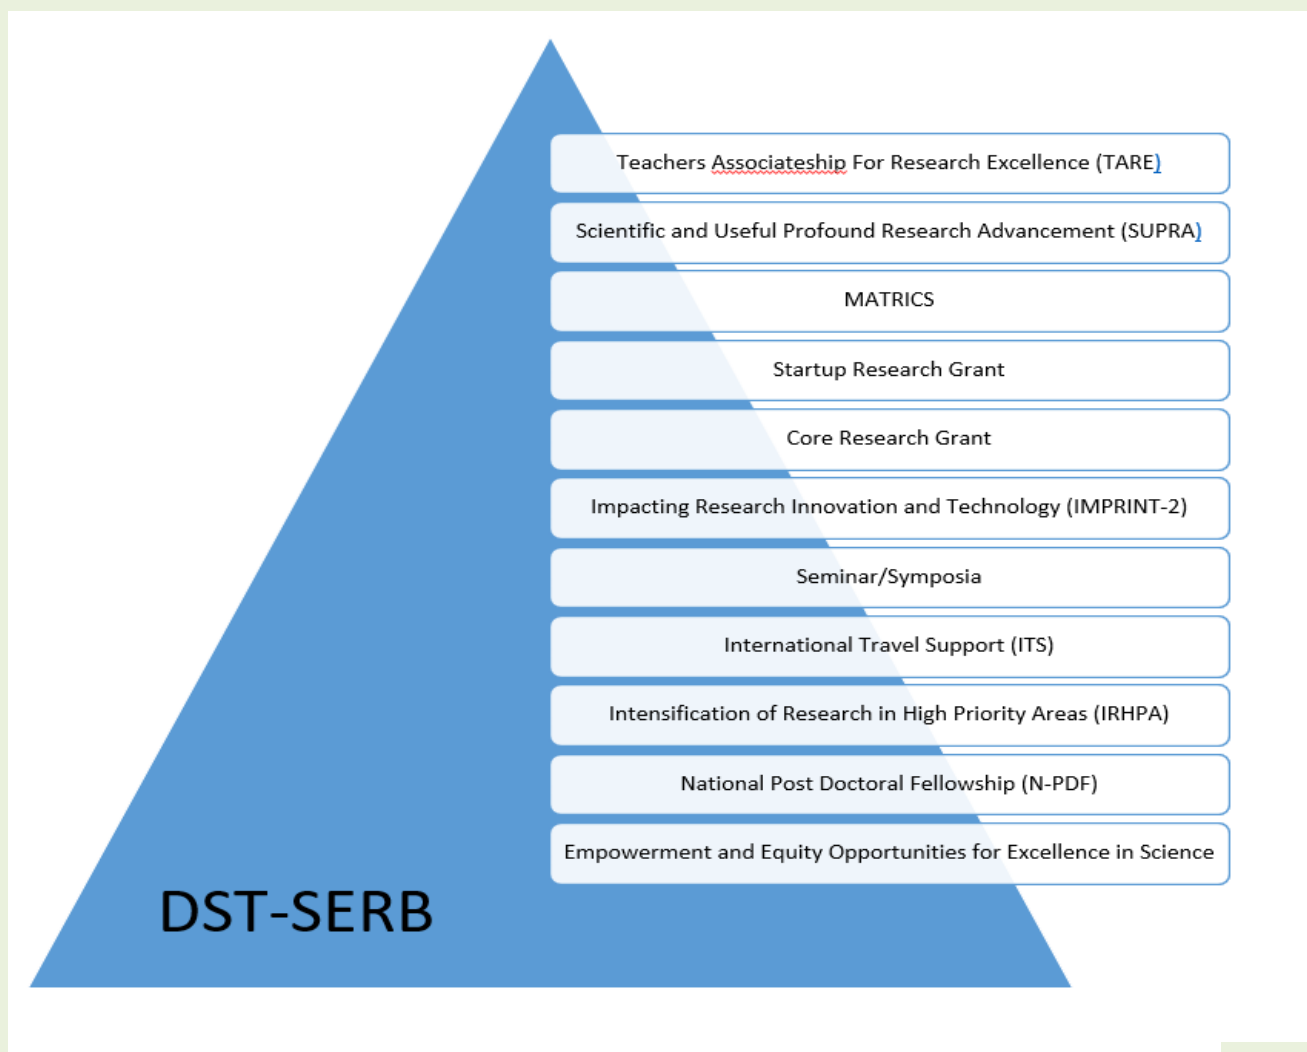 Teachers Associateship For Research Excellence (TARE)
Scientific and Useful Profound Research Advancement (SUPRA)
MATRICS
Startup Research Grant
Core Research Grant
Impacting Research Innovation and Technology (IMPRINT-2)
Seminar/Symposia
International Travel Support (ITS)
Intensification of Research in High Priority Areas (IRHPA)
National Post Doctoral Fellowship (N-PDF)
Empowerment and Equity Opportunities for Excellence in Science
DST-SERB